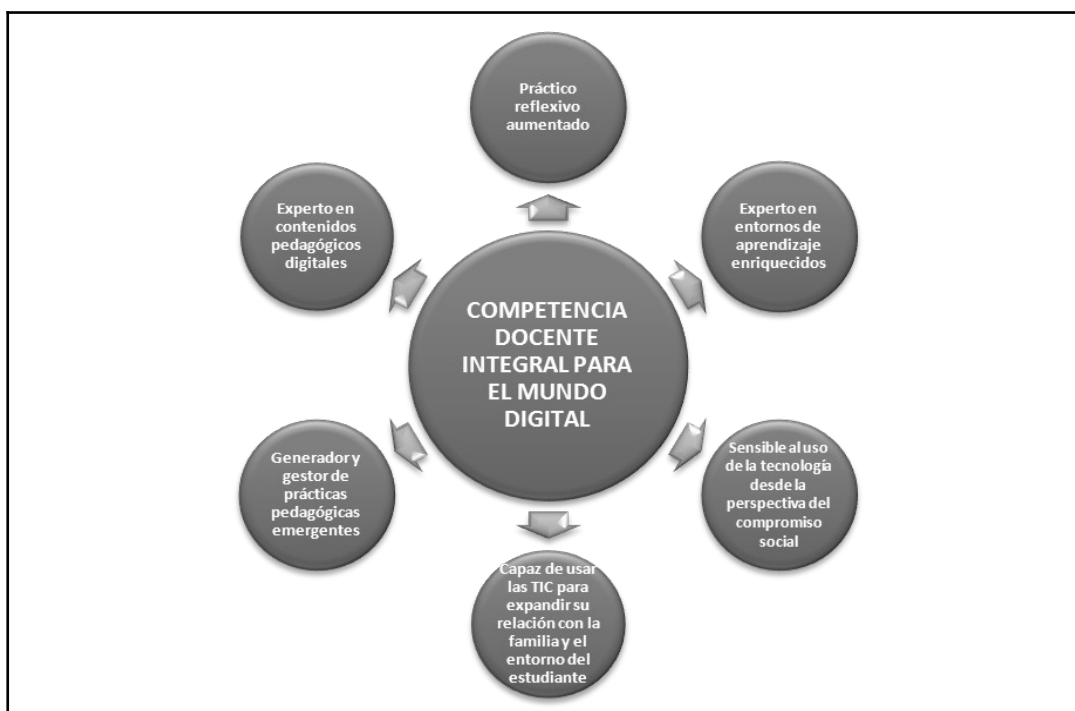 Práctico
reflexivo
aumentado
Experto en
contenidos
pedagógicos
digitales
Experto en
entornos de
aprendizaje
enriquecidos
COMPETENCIA
DOCENTE
INTEGRAL PARA
EL MUNDO
DIGITAL
Generador y
gestor de
prácticas
pedagógicas
emergentes
Sensible al uso
de la tecnología
desde la
perspectiva del
compromiso
social
Capaz de usar
las TIC para
expandir su
relación con la
familia y el
entorno del
estudiante